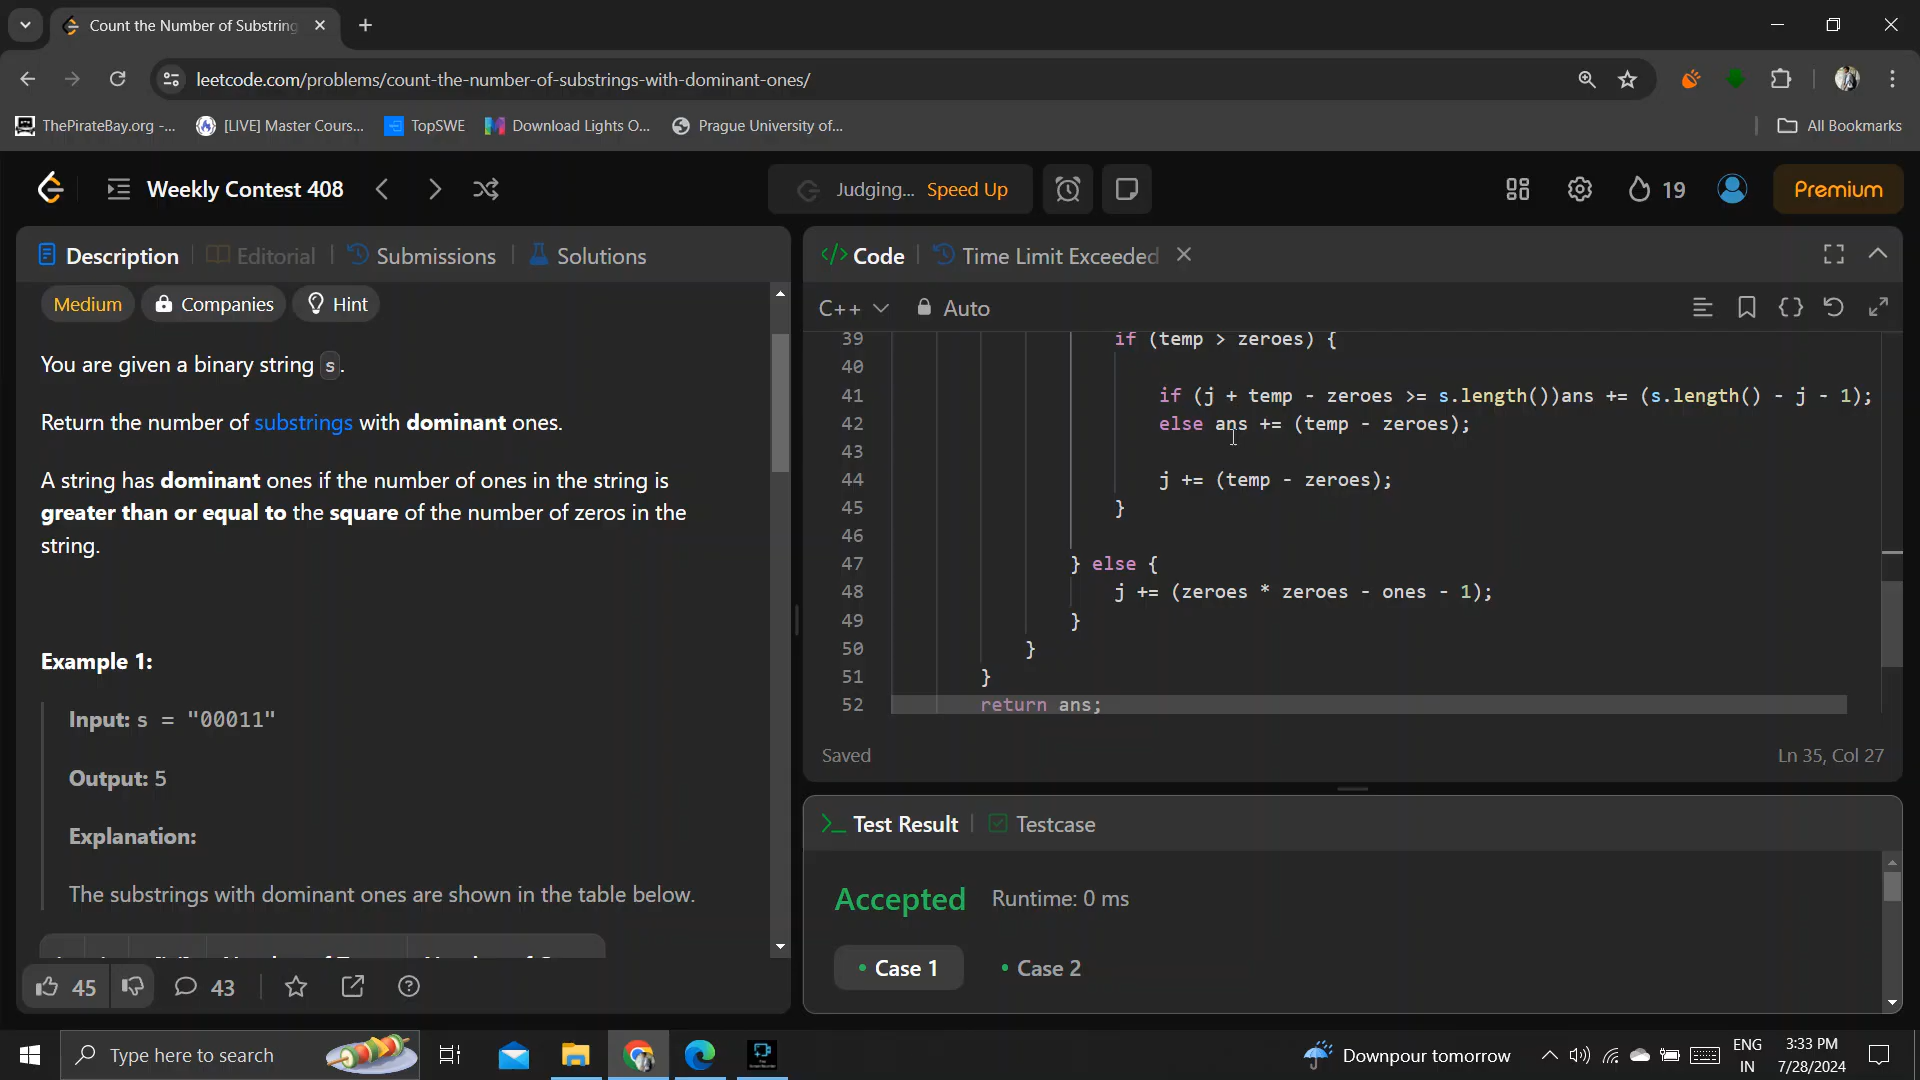 Count the Number of Substring
leetcode.com/problems/count-the-number-of-substrings-with-dominant-ones/
ThePirateBay.org -...
[LIVE] Master Cours...
TopSWE
Download Lights O...
Prague University of...
All Bookmarks
Weekly Contest 408
Judging...
Speed Up
19
Premium
Description
Editorial
Submissions
Solutions
Medium
Companies
Hint
You are given a binary string s.
Return the number of substrings with dominant ones.
A string has dominant ones if the number of ones in the string is
greater than or equal to the square of the number of zeros in the
string.
Example 1:
Input: s = "00011"
Output: 5
Explanation:
The substrings with dominant ones are shown in the table below.
45
43
</> Code
Time Limit Exceeded
C++
Auto
39 if (temp > zeroes) {
40
41 if (j + temp - zeroes >= s.length())ans += (s.length() - j - 1);
42 else ans += (temp - zeroes);
43
44 j += (temp - zeroes);
45 }
46
47 } else {
48 j += (zeroes * zeroes - ones - 1);
49 }
50 }
51 }
52 return ans;
Saved
Ln 35, Col 27
Test Result
Testcase
Accepted
Runtime: 0 ms
Case 1
Case 2
Type here to search
Downpour tomorrow
ENG
IN
3:33 PM
7/28/2024